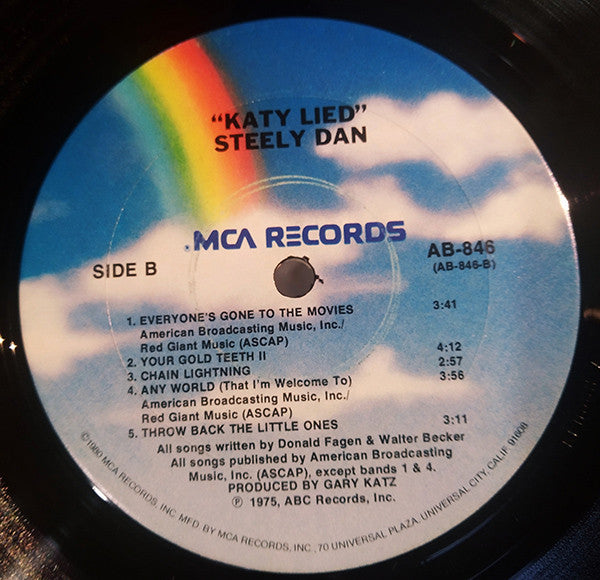 "KATY LIED"
STEELY DAN
®MCA RECORDS
SIDE B
AB-846
(AB-846-B)
1. EVERYONE'S GONE TO THE MOVIES 3:41
American Broadcasting Music, Inc./
Red Giant Music (ASCAP)
2. YOUR GOLD TEETH II 4:12
3. CHAIN LIGHTNING 2:57
4. ANY WORLD (That I'm Welcome To) 3:56
American Broadcasting Music, Inc./
Red Giant Music (ASCAP)
5. THROW BACK THE LITTLE ONES 3:11
All songs written by Donald Fagen & Walter Becker
All songs published by American Broadcasting
Music, Inc. (ASCAP), except bands 1 & 4.
PRODUCED BY GARY KATZ
℗ 1975, ABC Records, Inc.
©1980 MCA RECORDS, INC. MFD. BY MCA RECORDS, INC., 70 UNIVERSAL PLAZA, UNIVERSAL CITY, CALIF. 91608